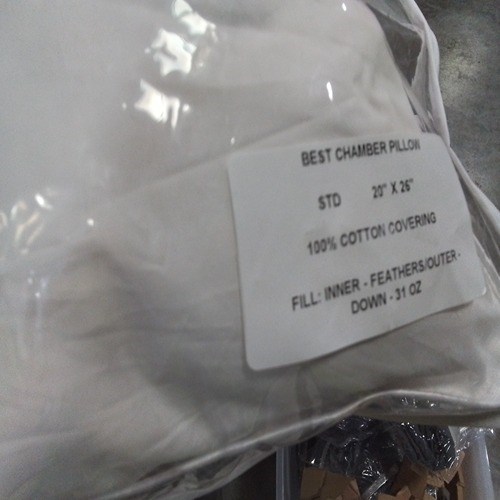 BEST CHAMBER PILLOW
STD 20" X 26"
100% COTTON COVERING
FILL: INNER - FEATHERS/OUTER -
DOWN - 31 OZ